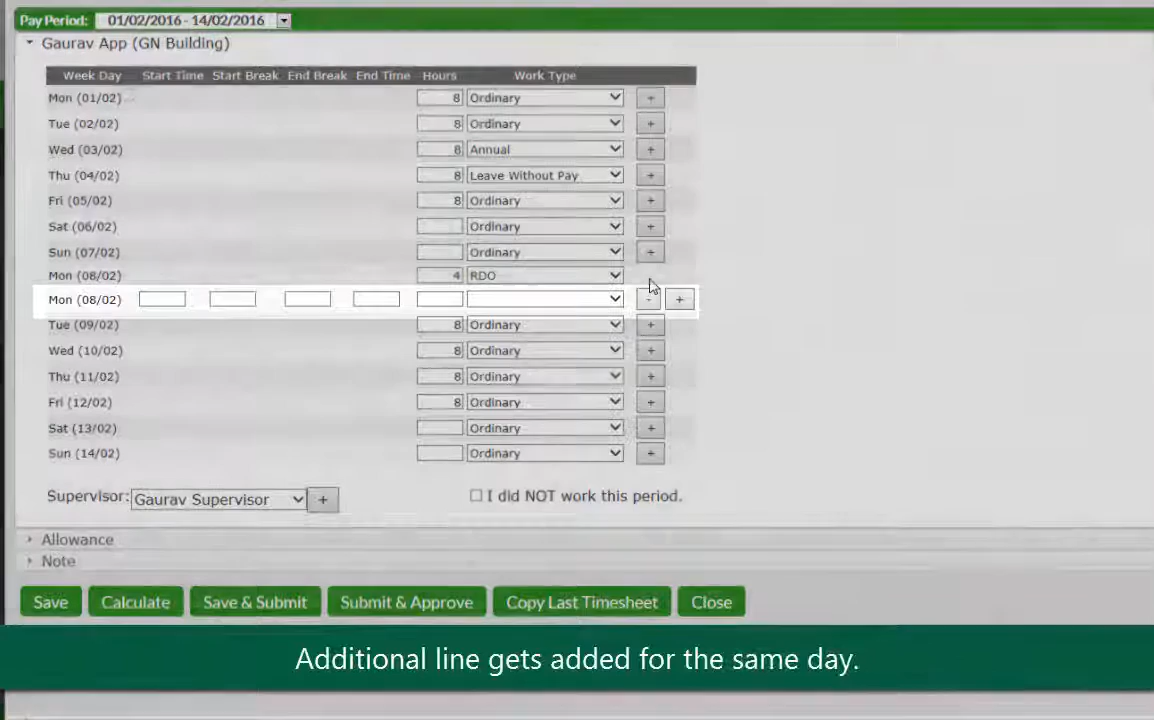 Pay Period: 01/02/2016 - 14/02/2016
Gaurav App (GN Building)
Week Day Start Time Start Break End Break End Time Hours Work Type
Mon (01/02) 8 Ordinary +
Tue (02/02) 8 Ordinary +
Wed (03/02) 8 Annual +
Thu (04/02) 8 Leave Without Pay +
Fri (05/02) 8 Ordinary +
Sat (06/02) Ordinary +
Sun (07/02) Ordinary +
Mon (08/02) 4 RDO
Mon (08/02) - +
Tue (09/02) 8 Ordinary +
Wed (10/02) 8 Ordinary +
Thu (11/02) 8 Ordinary +
Fri (12/02) 8 Ordinary +
Sat (13/02) Ordinary +
Sun (14/02) Ordinary +
Supervisor: Gaurav Supervisor + I did NOT work this period.
Allowance
Note
Save Calculate Save & Submit Submit & Approve Copy Last Timesheet Close
Additional line gets added for the same day.